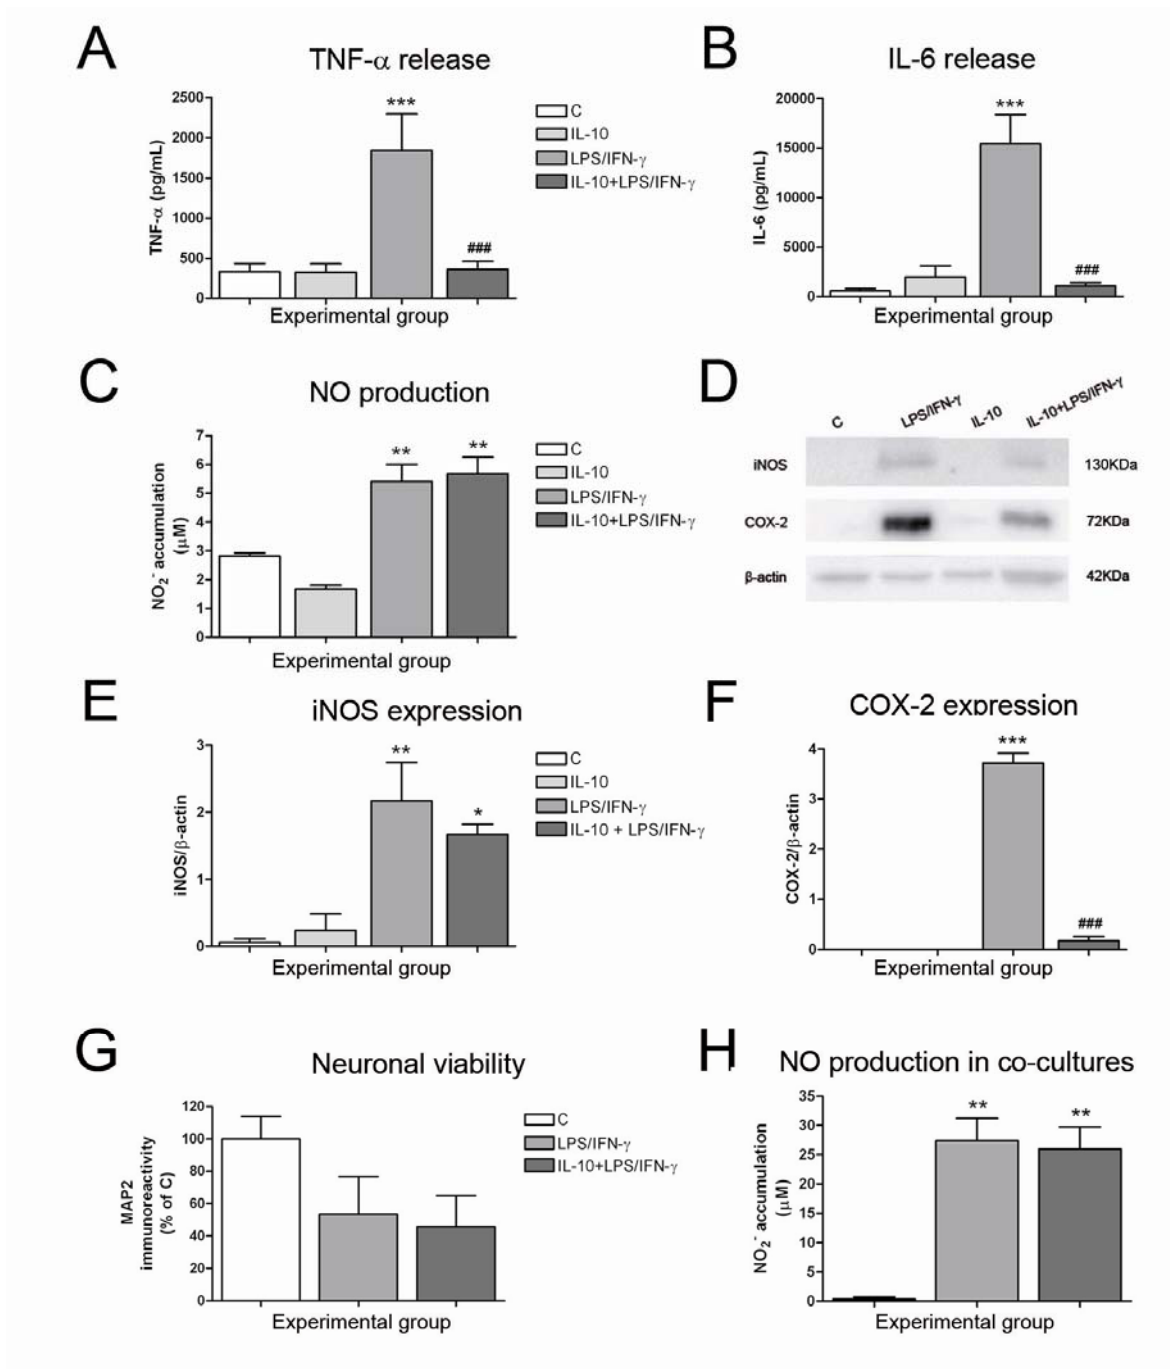 A
TNF-α release
TNF-α (pg/mL)
2500
2000
1500
1000
500
0
***
###
Experimental group
C
IL-10
LPS/IFN-γ
IL-10+LPS/IFN-γ
B
IL-6 release
IL-6 (pg/mL)
20000
15000
10000
5000
0
***
###
Experimental group
C
NO production
NO₂⁻ accumulation
(μM)
7
6
5
4
3
2
1
0
**
**
Experimental group
C
IL-10
LPS/IFN-γ
IL-10+LPS/IFN-γ
D
C
LPS/IFN-γ
IL-10
IL-10+LPS/IFN-γ
iNOS
130KDa
COX-2
72KDa
β-actin
42KDa
E
iNOS expression
iNOS/β-actin
3
2
1
0
**
*
Experimental group
C
IL-10
LPS/IFN-γ
IL-10 + LPS/IFN-γ
F
COX-2 expression
COX-2/β-actin
4
3
2
1
0
***
###
Experimental group
G
Neuronal viability
MAP2
immunoreactivity
(% of C)
120
100
80
60
40
20
0
Experimental group
C
LPS/IFN-γ
IL-10+LPS/IFN-γ
H
NO production in co-cultures
NO₂⁻ accumulation
(μM)
35
30
25
20
15
10
5
0
**
**
Experimental group